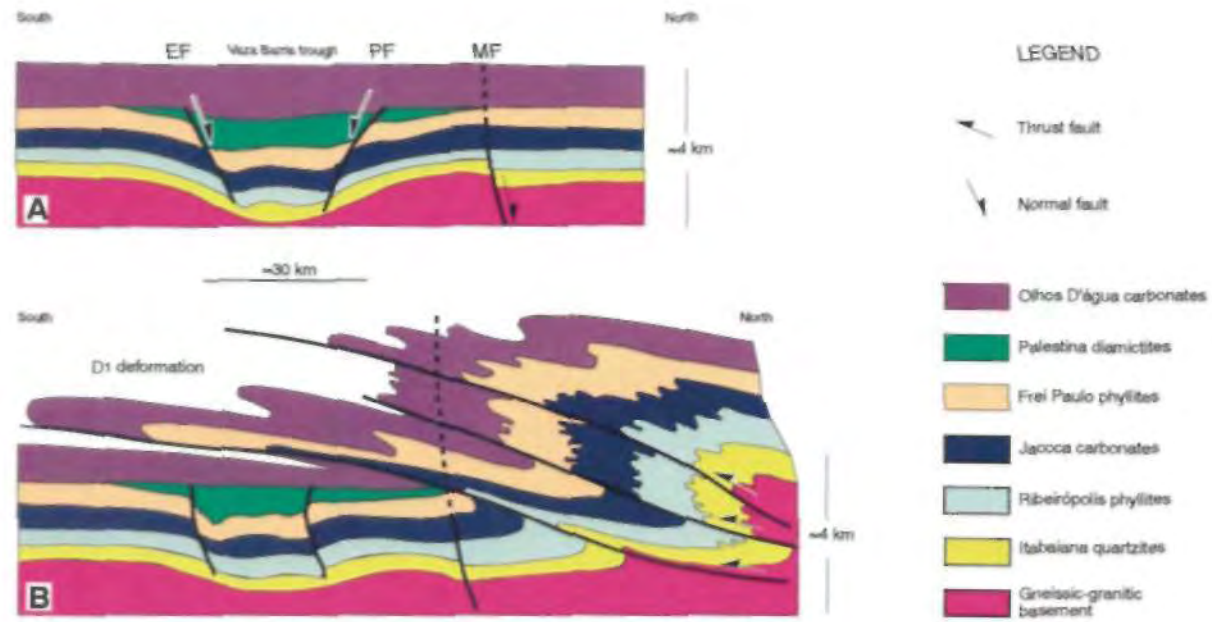 South
North
EF
Vaza Barris trough
PF
MF
LEGEND
Thrust fault
≈4 km
Normal fault
A
≈30 km
South
North
D1 deformation
Olhos D'água carbonates
Palestina diamictites
Frei Paulo phyllites
Jacoca carbonates
Ribeirópolis phyllites
≈4 km
Itabaiana quartzites
B
Gneissic-granitic
basement